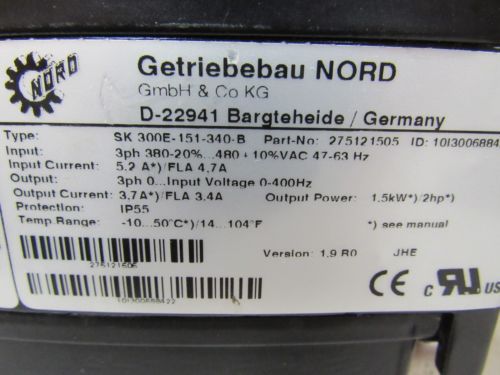 NORD
Getriebebau NORD
GmbH & Co KG
D-22941 Bargteheide / Germany
Type: SK 300E-151-340-B Part-No: 275121505 ID: 10I3006884
Input: 3ph 380-20%...480+10%VAC 47-63 Hz
Input Current: 5.2 A*)/FLA 4.7A
Output: 3ph 0...Input Voltage 0-400Hz
Output Current: 3.7A*)/FLA 3.4A Output Power: 1.5kW*)/2hp*)
Protection: IP55
Temp Range: -10...50°C*)/14...104°F *) see manual
Version: 1.9 R0 JHE
275121505
10I300688422
CE c RU US